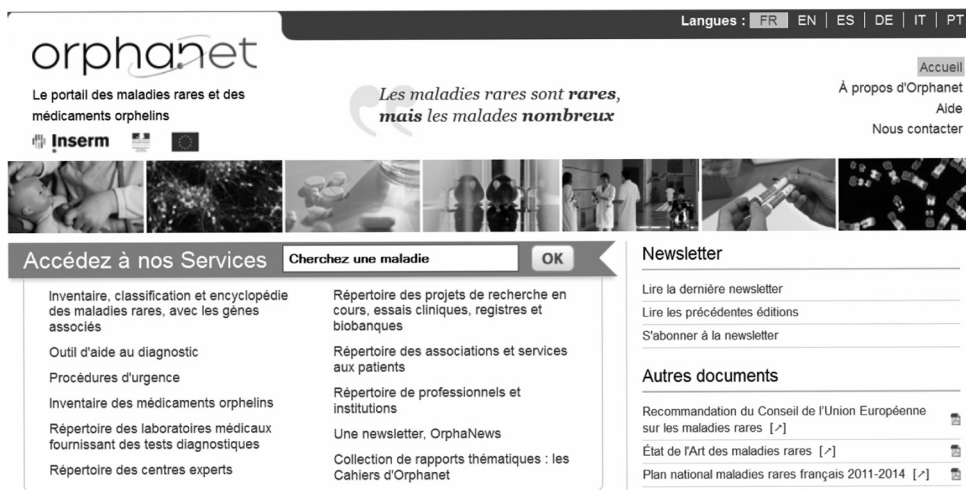 Langues : FR | EN | ES | DE | IT | PT
orphanet
Le portail des maladies rares et des
médicaments orphelins
Inserm
Les maladies rares sont rares,
mais les malades nombreux
Accueil
À propos d'Orphanet
Aide
Nous contacter
Accédez à nos Services
Cherchez une maladie
OK
Inventaire, classification et encyclopédie
des maladies rares, avec les gènes
associés
Outil d'aide au diagnostic
Procédures d'urgence
Inventaire des médicaments orphelins
Répertoire des laboratoires médicaux
fournissant des tests diagnostiques
Répertoire des centres experts
Répertoire des projets de recherche en
cours, essais cliniques, registres et
biobanques
Répertoire des associations et services
aux patients
Répertoire de professionnels et
institutions
Une newsletter, OrphaNews
Collection de rapports thématiques : les
Cahiers d'Orphanet
Newsletter
Lire la dernière newsletter
Lire les précédentes éditions
S'abonner à la newsletter
Autres documents
Recommandation du Conseil de l'Union Européenne
sur les maladies rares [↗]
État de l'Art des maladies rares [↗]
Plan national maladies rares français 2011-2014 [↗]